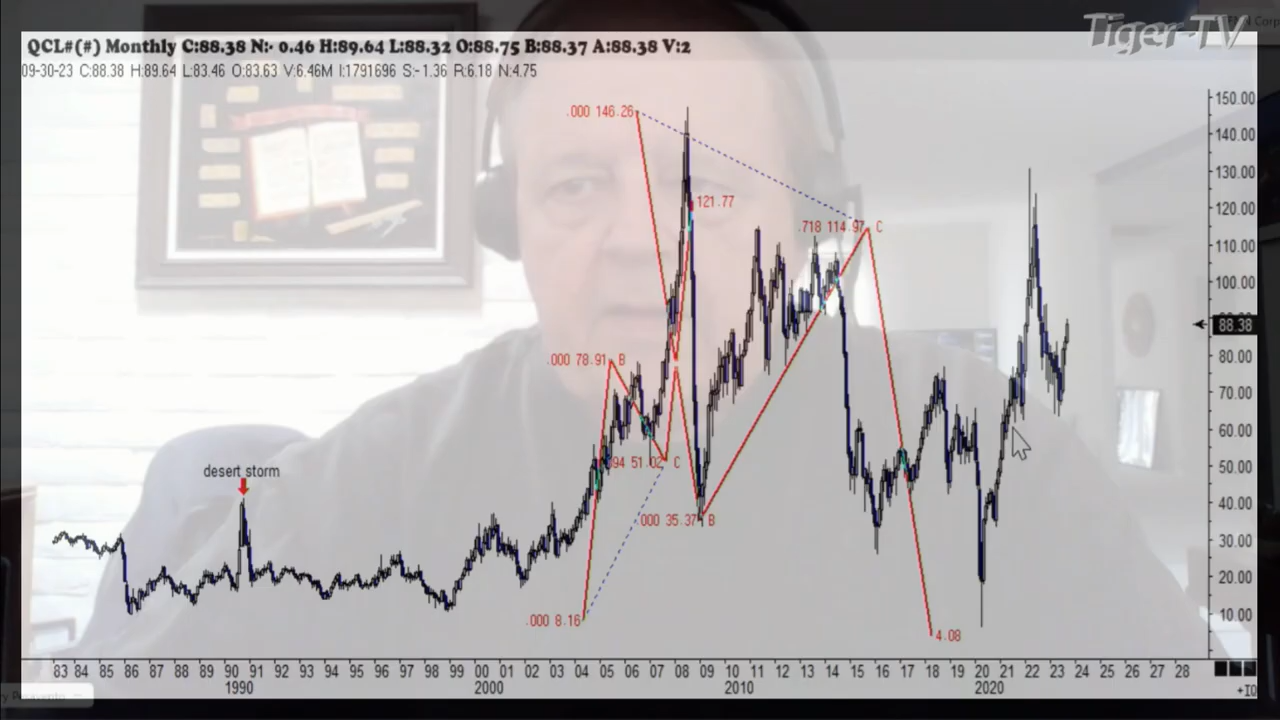 Tiger-TV
QCL#(#) Monthly C:88.38 N:- 0.46 H:89.64 L:88.32 O:88.75 B:88.37 A:88.38 V:2
09-30-23 C:88.38 H:89.64 L:83.46 O:83.63 V:6.46M I:1791696 S:-1.36 R:6.18 N:4.75
150.00
.000 146.26
140.00
130.00
121.77
120.00
.718 114.97 C
110.00
100.00
88.38
80.00
.000 78.91 B
70.00
60.00
94 51.02 C
50.00
desert storm
40.00
000 35.37 B
30.00
20.00
10.00
.000 8.16
4.08
83 84 85 86 87 88 89 90 91 92 93 94 95 96 97 98 99 00 01 02 03 04 05 06 07 08 09 10 11 12 13 14 15 16 17 18 19 20 21 22 23 24 25 26 27 28
1990 2000 2010 2020